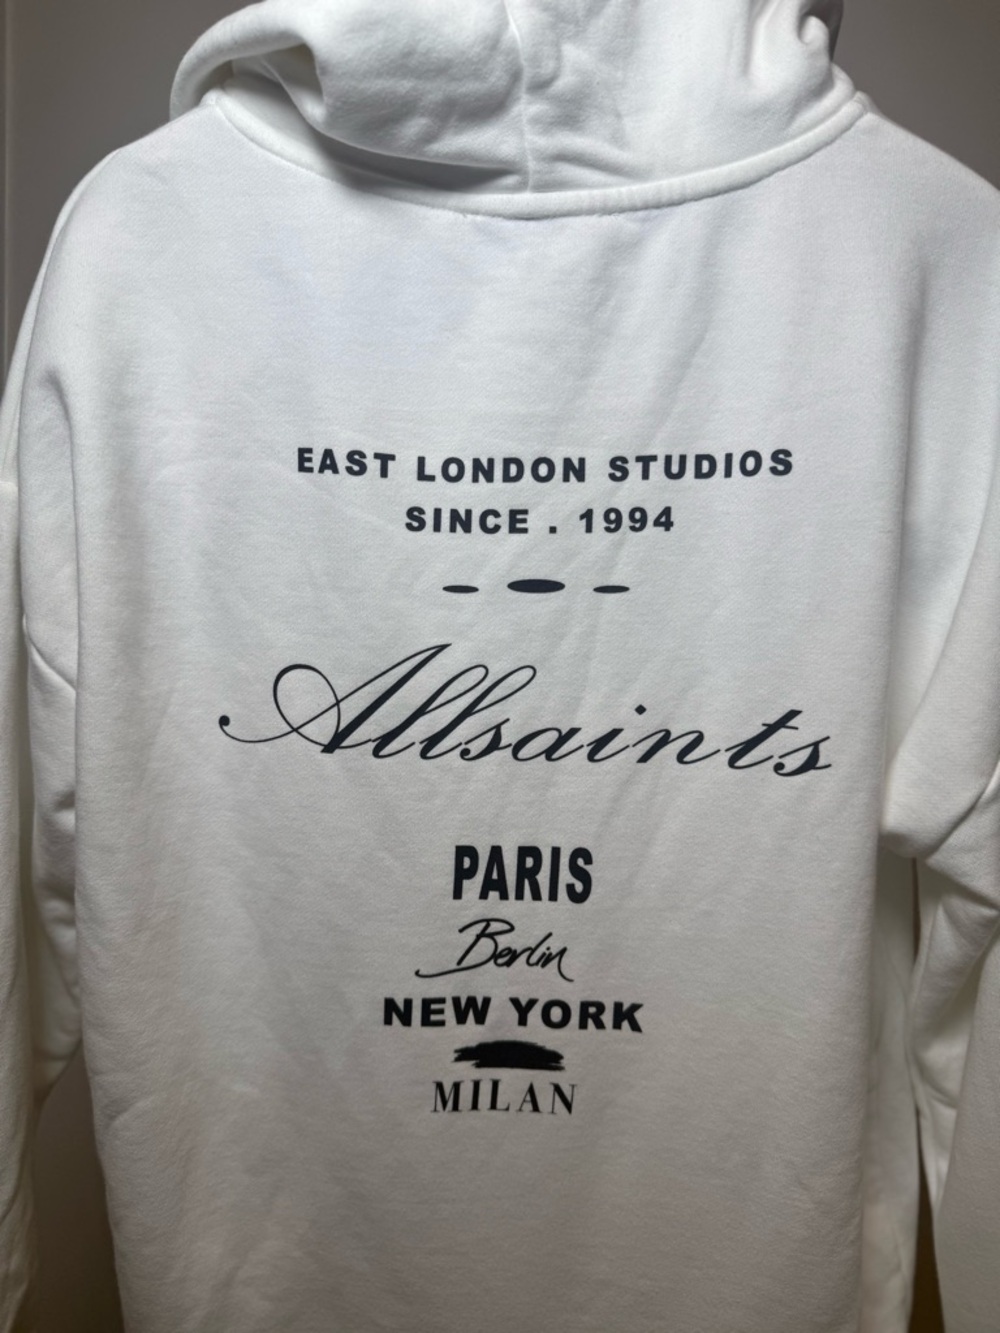 EAST LONDON STUDIOS
SINCE . 1994
Allsaints
PARIS
Berlin
NEW YORK
MILAN